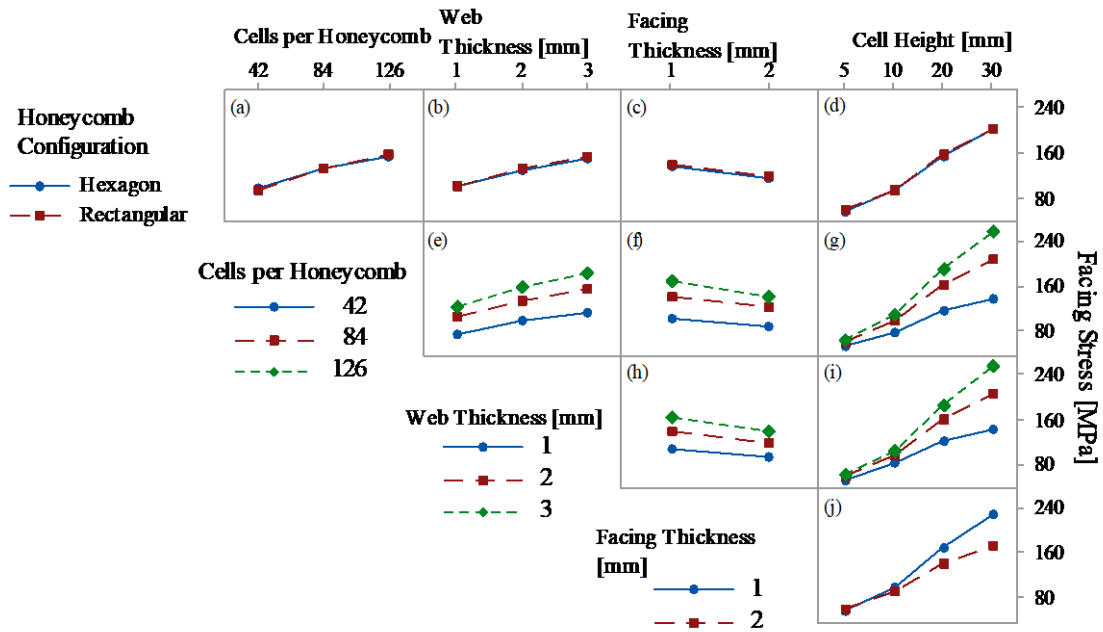 Cells per Honeycomb
42 84 126
Web
Thickness [mm]
1 2 3
Facing
Thickness [mm]
1 2
Cell Height [mm]
5 10 20 30
Honeycomb
Configuration
Hexagon
Rectangular
(a)
(b)
(c)
(d)
240
160
80
Cells per Honeycomb
42
84
126
(e)
(f)
(g)
240
160
80
Facing Stress [MPa]
Web Thickness [mm]
1
2
3
(h)
(i)
240
160
80
Facing Thickness
[mm]
1
2
(j)
240
160
80